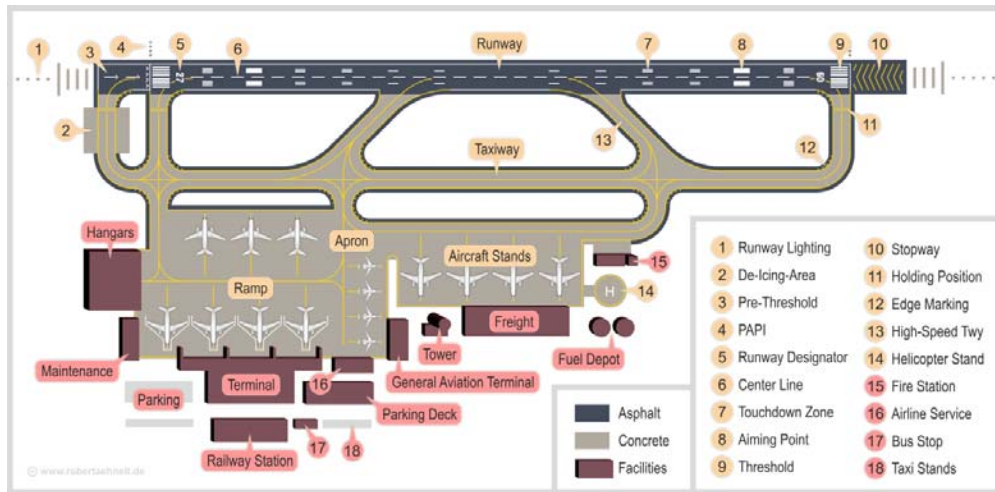 1
4
5
6
Runway
7
8
9
10
3
27
09
2
13
11
Taxiway
12
Hangars
Apron
Aircraft Stands
15
Ramp
H
14
Freight
Tower
Fuel Depot
Maintenance
16
General Aviation Terminal
Terminal
Parking
Parking Deck
Railway Station
17
18
© www.robertaehnelt.de
Asphalt
Concrete
Facilities
1 Runway Lighting
2 De-Icing-Area
3 Pre-Threshold
4 PAPI
5 Runway Designator
6 Center Line
7 Touchdown Zone
8 Aiming Point
9 Threshold
10 Stopway
11 Holding Position
12 Edge Marking
13 High-Speed Twy
14 Helicopter Stand
15 Fire Station
16 Airline Service
17 Bus Stop
18 Taxi Stands